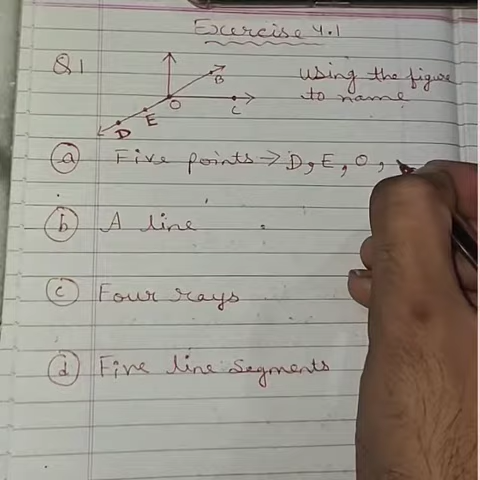 Exercise 4.1
Q1 Using the figure
to name
B
O
C
E
D
(a) Five points → D, E, O,
(b) A line
(c) Four rays
(d) Five line segments